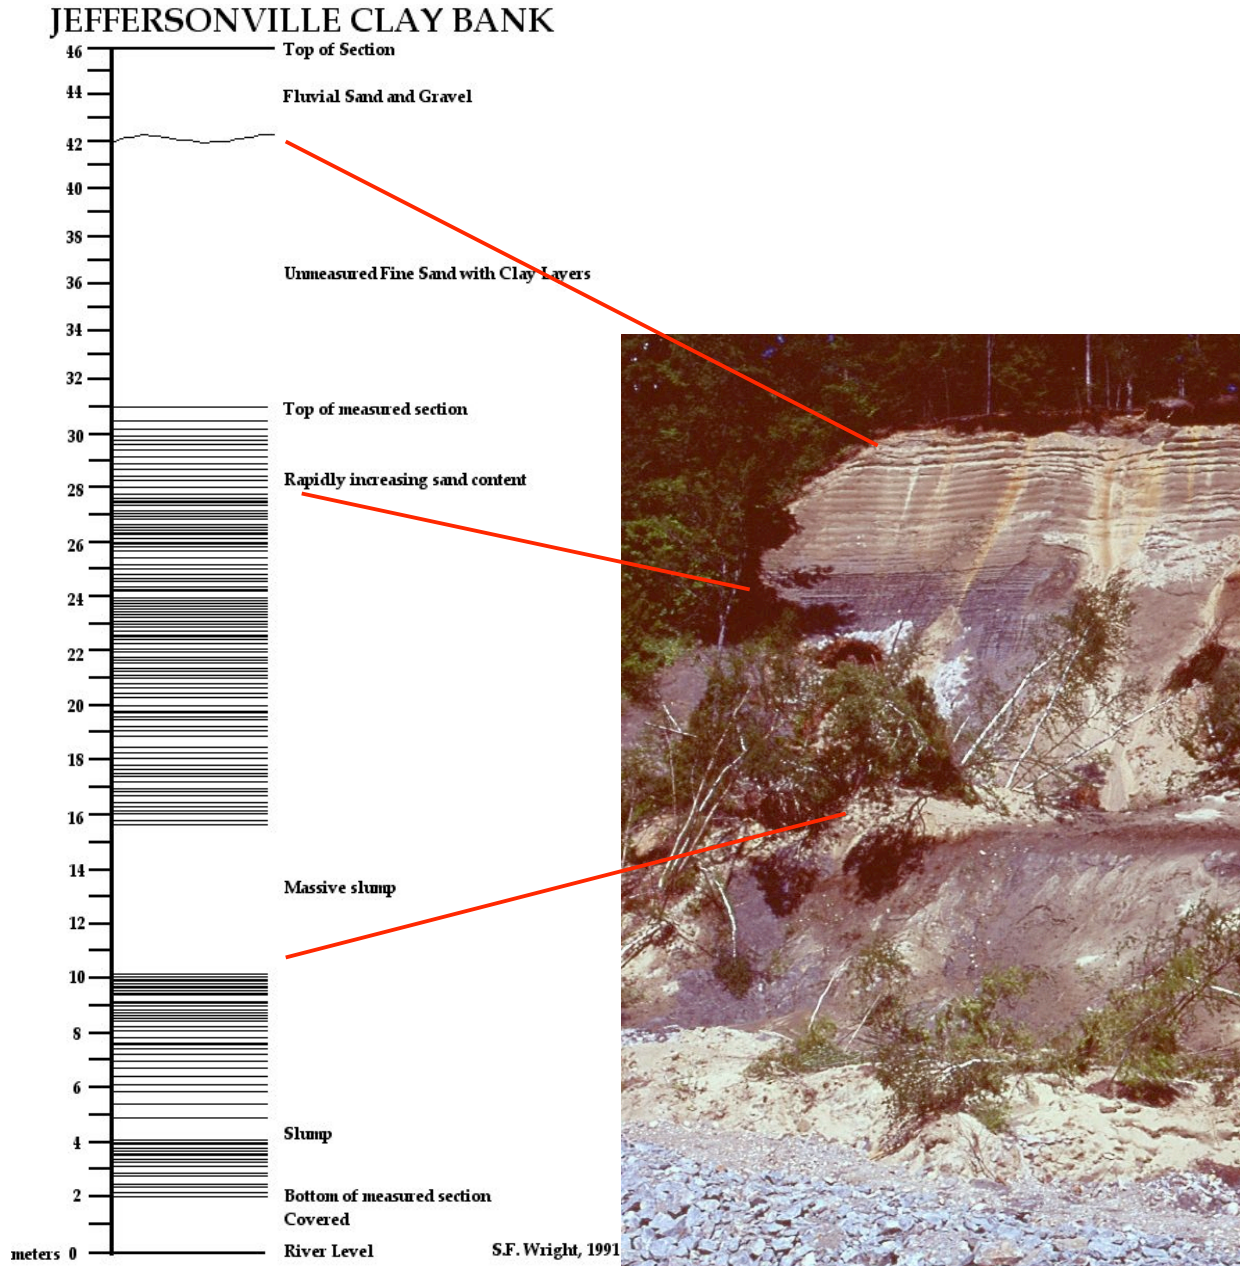 JEFFERSONVILLE CLAY BANK
46
Top of Section
44
Fluvial Sand and Gravel
42
40
38
36
Unmeasured Fine Sand with Clay Layers
34
32
Top of measured section
30
Rapidly increasing sand content
28
26
24
22
20
18
16
14
Massive slump
12
10
8
6
4
Slump
2
Bottom of measured section
Covered
meters 0
River Level
S.F. Wright, 1991